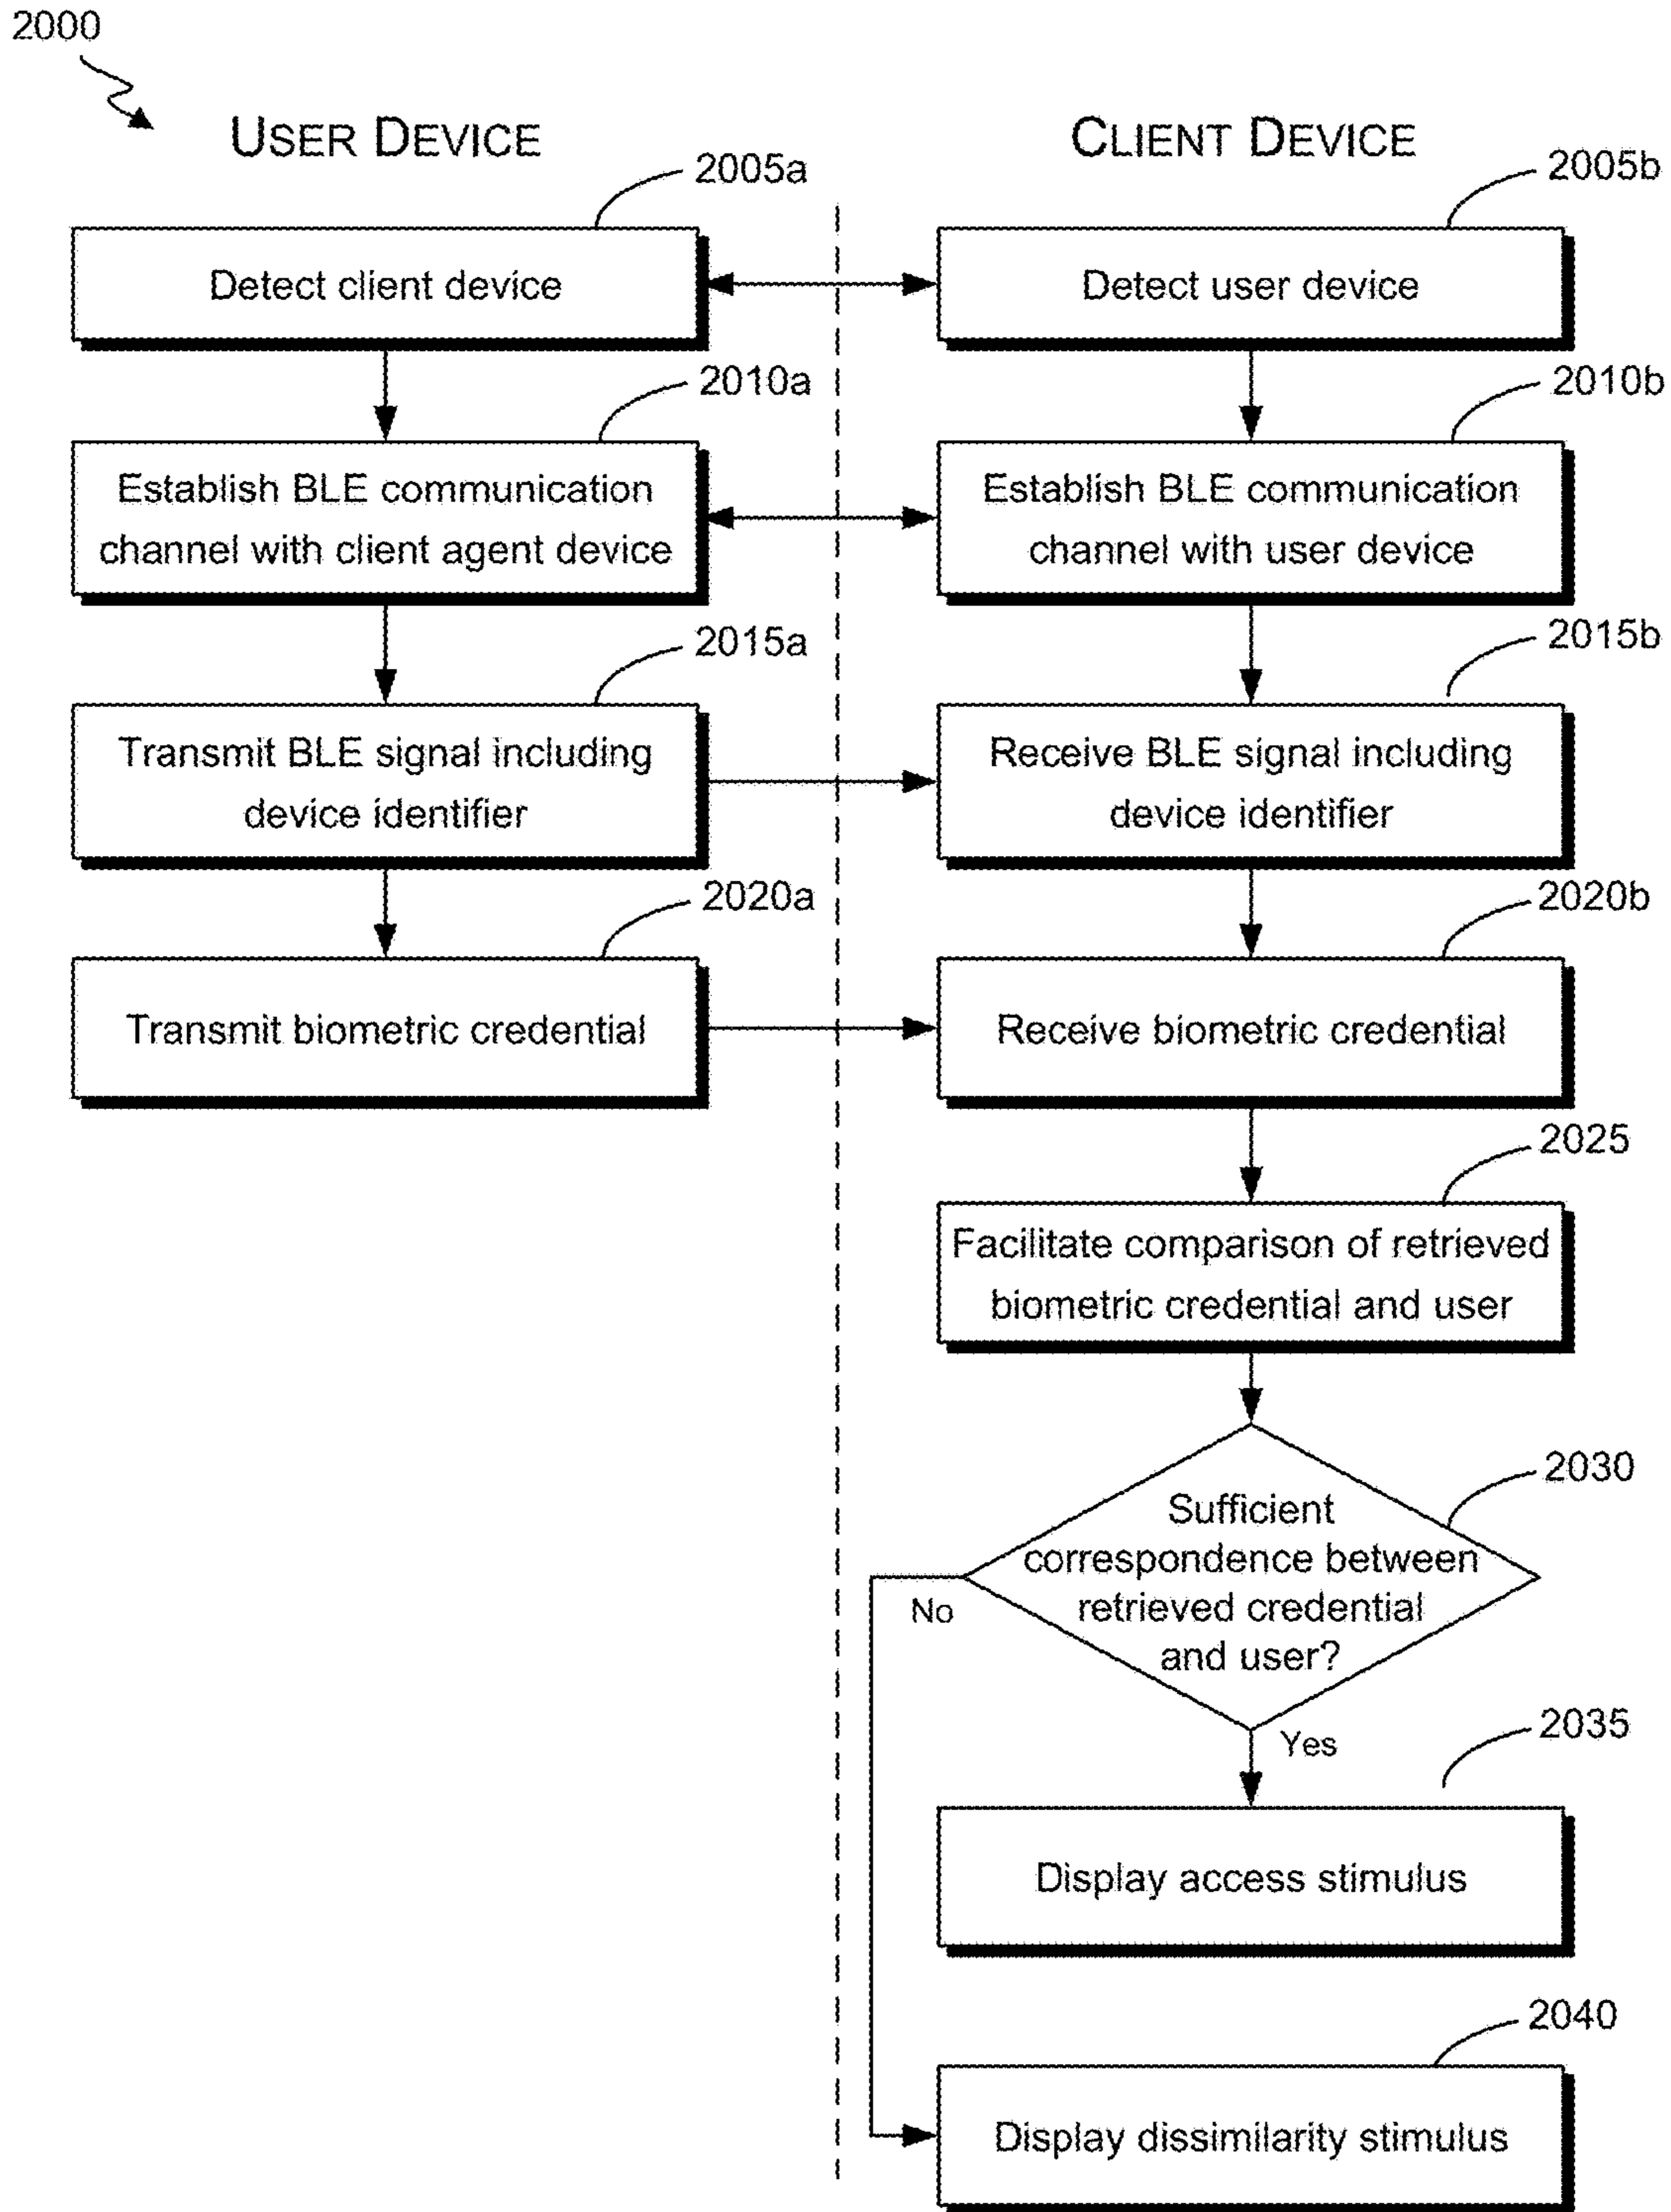 2000
USER DEVICE
CLIENT DEVICE
2005a
2005b
Detect client device
Detect user device
2010a
2010b
Establish BLE communication
channel with client agent device
Establish BLE communication
channel with user device
2015a
2015b
Transmit BLE signal including
device identifier
Receive BLE signal including
device identifier
2020a
2020b
Transmit biometric credential
Receive biometric credential
2025
Facilitate comparison of retrieved
biometric credential and user
2030
Sufficient
correspondence between
retrieved credential
and user?
No
Yes
2035
Display access stimulus
2040
Display dissimilarity stimulus